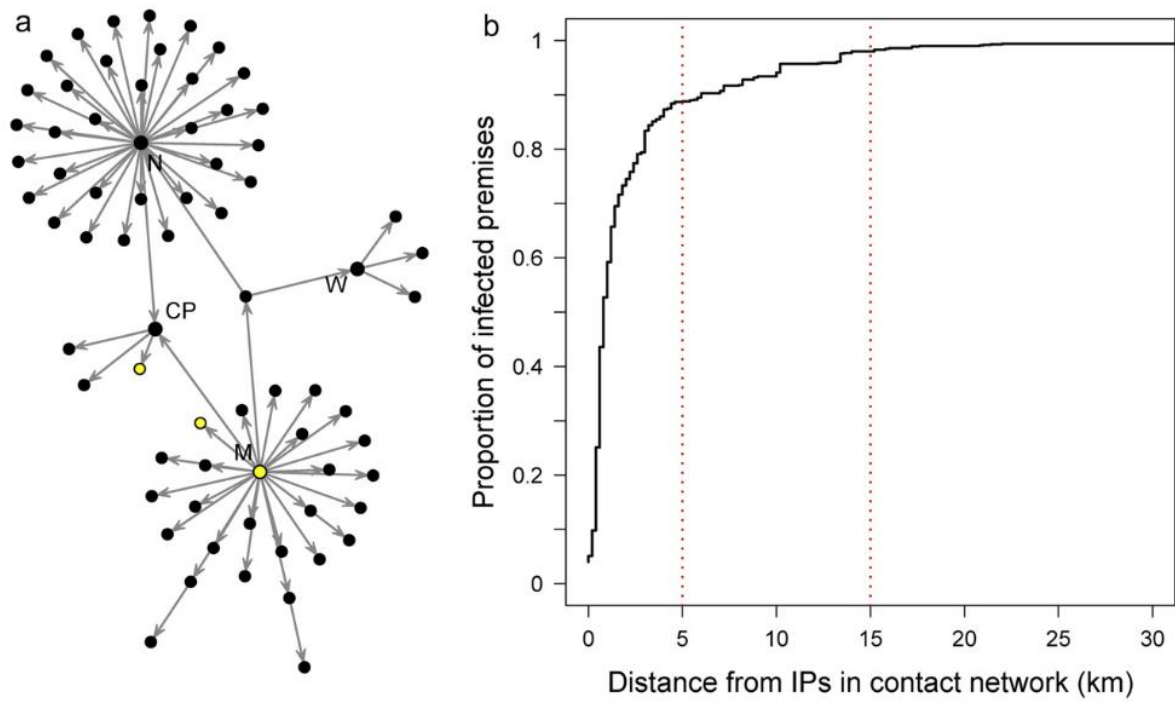 a
N
W
CP
M
b
Proportion of infected premises
1
0.8
0.6
0.4
0.2
0
0 5 10 15 20 25 30
Distance from IPs in contact network (km)